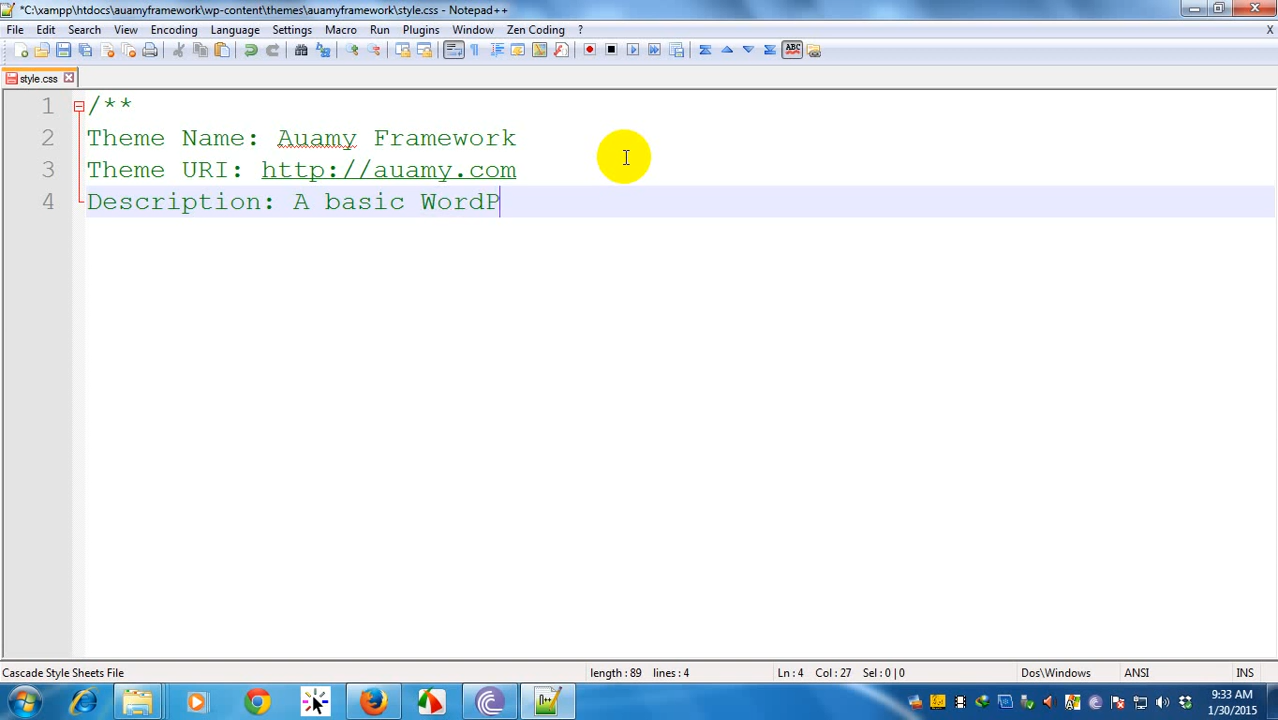 *C:\xampp\htdocs\auamyframework\wp-content\themes\auamyframework\style.css - Notepad++
File Edit Search View Encoding Language Settings Macro Run Plugins Window Zen Coding ? X
ABC
style.css
1 /**
2 Theme Name: Auamy Framework
3 Theme URI: http://auamy.com
4 Description: A basic WordP
Cascade Style Sheets File length : 89 lines : 4 Ln : 4 Col : 27 Sel : 0 | 0 Dos\Windows ANSI INS
9:33 AM
1/30/2015